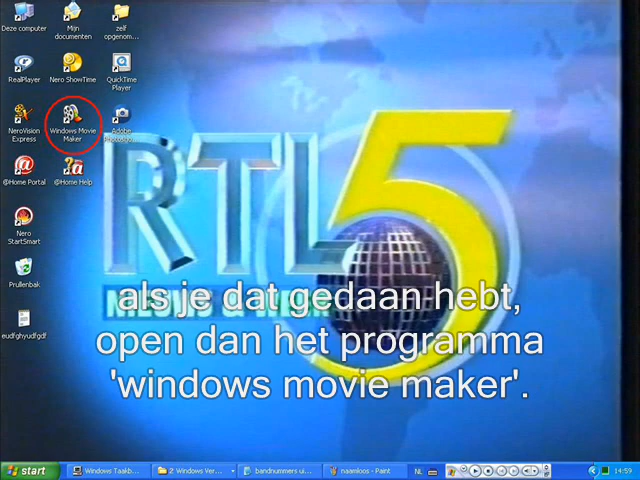 Deze computer
Mijn documenten
zelf opgenom...
RealPlayer
Nero ShowTime
QuickTime Player
NeroVision Express
Windows Movie Maker
Adobe
@Home Portal
@Home Help
Nero StartSmart
Prullenbak
eudfghyudfgdf
RTL 5
als je dat gedaan hebt,
open dan het programma
'windows movie maker'.
start
Windows Taakb...
2 Windows Ver...
bandnummers ui...
naamloos - Paint
NL
14:59